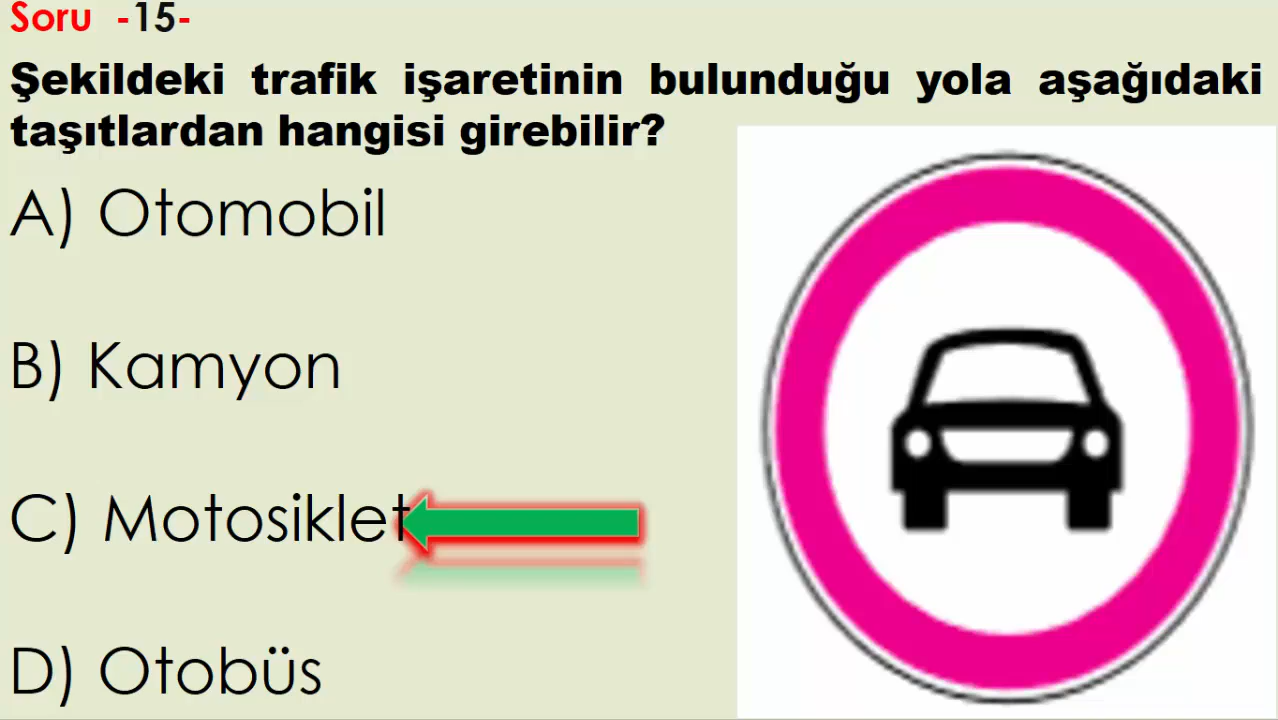 Soru -15-
Şekildeki trafik işaretinin bulunduğu yola aşağıdaki
taşıtlardan hangisi girebilir?
A) Otomobil
B) Kamyon
C) Motosiklet
D) Otobüs